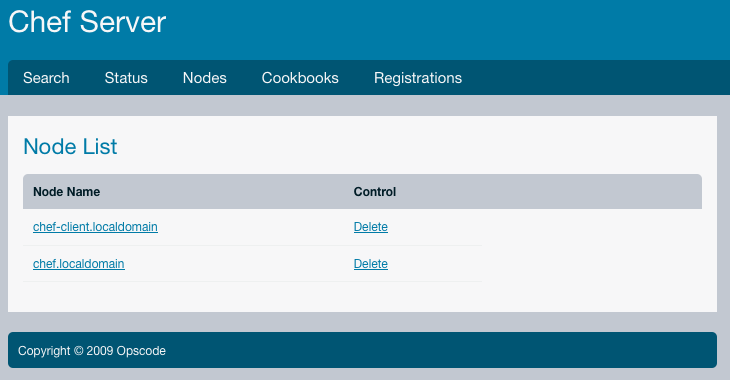 Chef Server
Search Status Nodes Cookbooks Registrations
Node List
Node Name Control
chef-client.localdomain Delete
chef.localdomain Delete
Copyright © 2009 Opscode